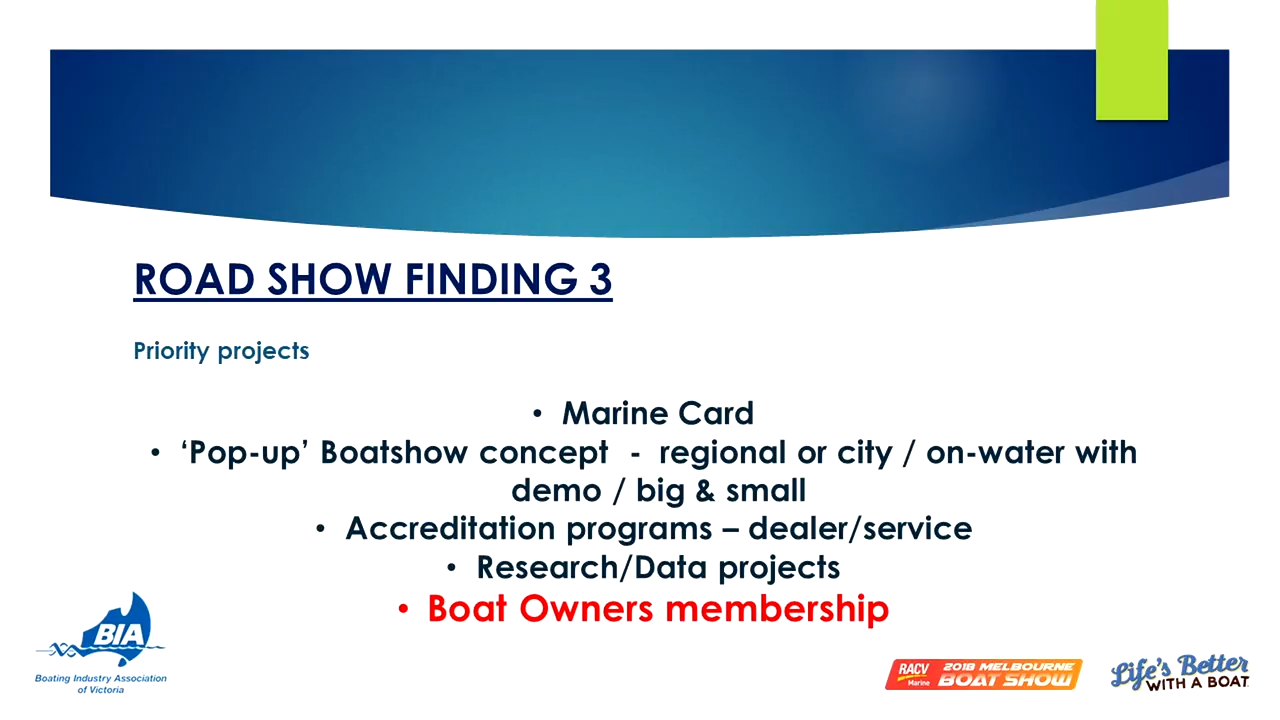 ROAD SHOW FINDING 3
Priority projects
• Marine Card
• ‘Pop-up’ Boatshow concept - regional or city / on-water with
demo / big & small
• Accreditation programs – dealer/service
• Research/Data projects
• Boat Owners membership
BIA
Boating Industry Association
of Victoria
RACV
Marine
2018 MELBOURNE
BOAT SHOW
Life's Better
WITH A BOAT